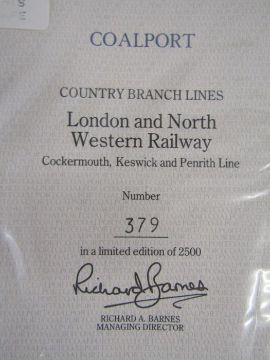 COALPORT
COUNTRY BRANCH LINES
London and North
Western Railway
Cockermouth, Keswick and Penrith Line
Number
379
in a limited edition of 2500
Richard Barnes
RICHARD A. BARNES
MANAGING DIRECTOR